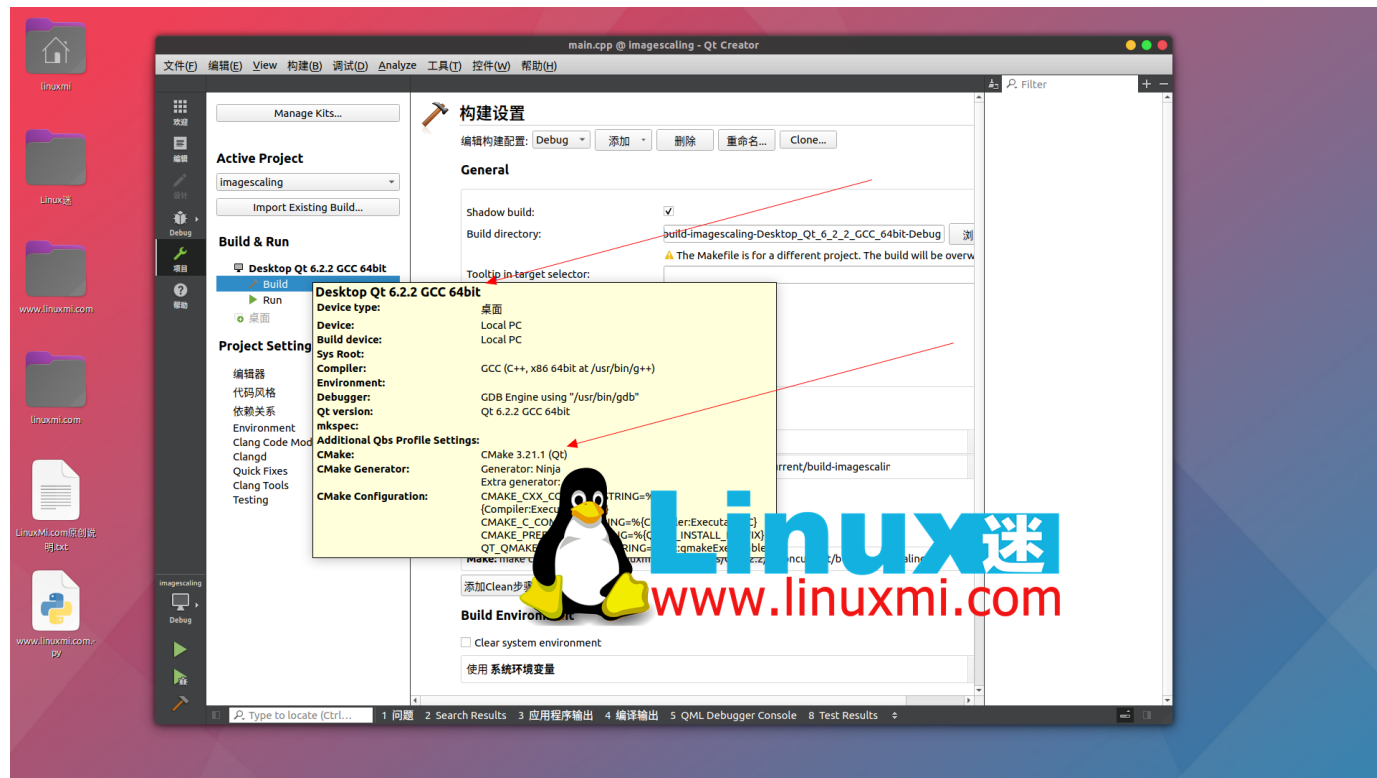 linuxmi
Linux迷
www.linuxmi.com
linuxmi.com
LinuxMi.com原创说
明.txt
www.linuxmi.com.-
py
main.cpp @ imagescaling - Qt Creator
文件(F) 编辑(E) View 构建(B) 调试(D) Analyze 工具(T) 控件(W) 帮助(H)
Filter
欢迎
编辑
设计
Debug
项目
帮助
imagescaling
Debug
Manage Kits...
Active Project
imagescaling
Import Existing Build...
Build & Run
Desktop Qt 6.2.2 GCC 64bit
Build
Run
桌面
Project Setting
编辑器
代码风格
依赖关系
Environment
Clang Code Mod
Clangd
Quick Fixes
Clang Tools
Testing
构建设置
编辑构建配置: Debug 添加 删除 重命名... Clone...
General
Shadow build:
Build directory: build-imagescaling-Desktop_Qt_6_2_2_GCC_64bit-Debug 浏
The Makefile is for a different project. The build will be overw
Tooltip in target selector:
Desktop Qt 6.2.2 GCC 64bit
Device type: 桌面
Device: Local PC
Build device: Local PC
Sys Root:
Compiler: GCC (C++, x86 64bit at /usr/bin/g++)
Environment:
Debugger: GDB Engine using "/usr/bin/gdb"
Qt version: Qt 6.2.2 GCC 64bit
mkspec:
Additional Qbs Profile Settings:
CMake: CMake 3.21.1 (Qt)
CMake Generator: Generator: Ninja
Extra generator:
CMake Configuration: CMAKE_CXX_CO STRING=%
{Compiler:Execu
CMAKE_C_COM
CMAKE_PRE
QT_QMAKE
rrent/build-imagescalin
Make: make
添加Clean步
Build Environment
Clear system environment
使用 系统环境变量
Linux迷
www.linuxmi.com
Type to locate (Ctrl... 1 问题 2 Search Results 3 应用程序输出 4 编译输出 5 QML Debugger Console 8 Test Results